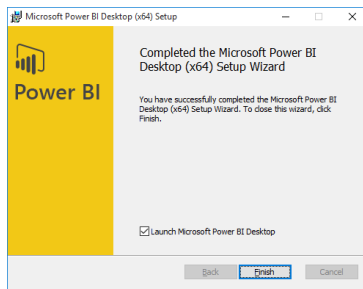 Microsoft Power BI Desktop (x64) Setup
Power BI
Completed the Microsoft Power BI
Desktop (x64) Setup Wizard
You have successfully completed the Microsoft Power BI
Desktop (x64) Setup Wizard. To close this wizard, click
Finish.
Launch Microsoft Power BI Desktop
Back Finish Cancel